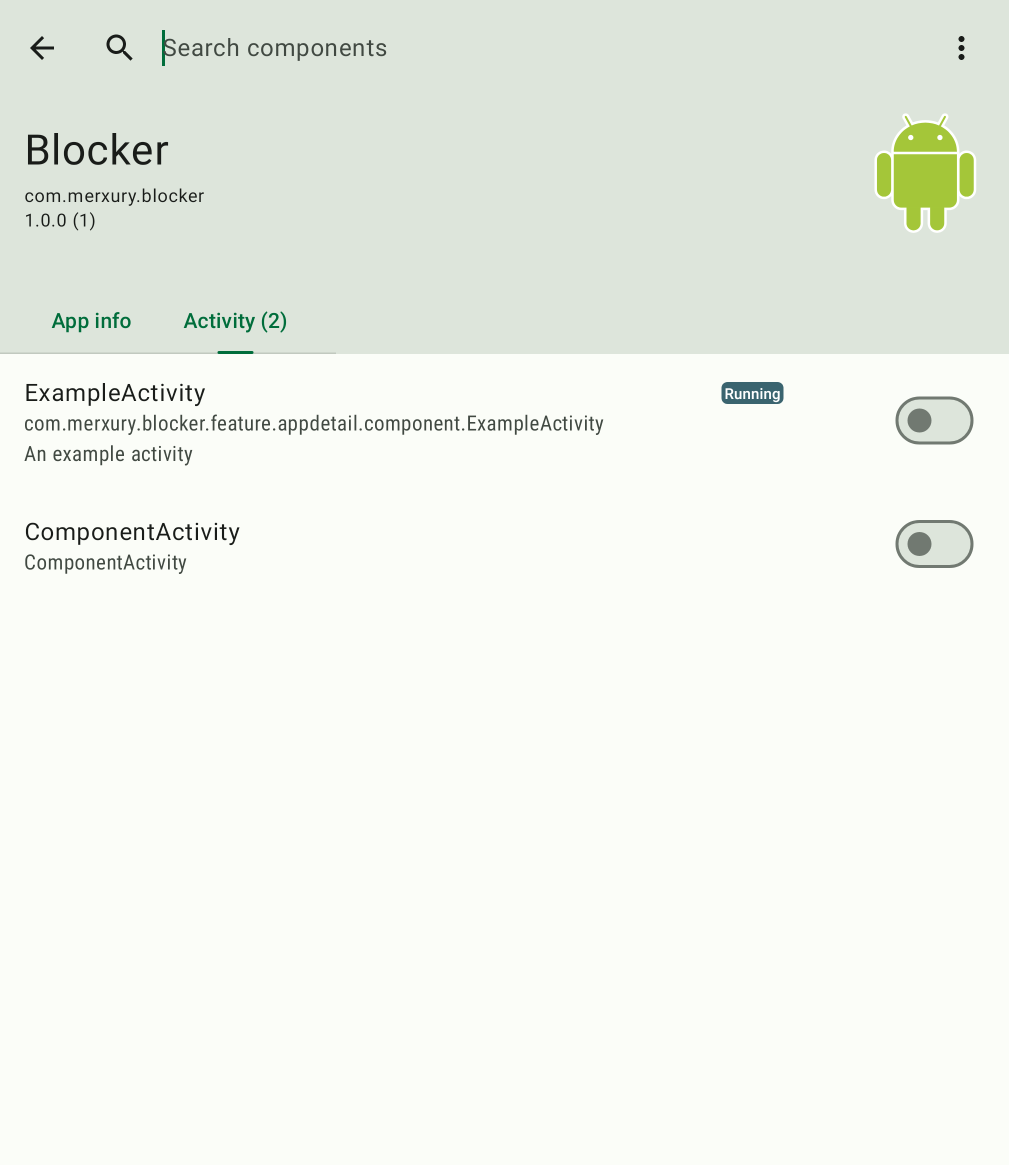 Search components
Blocker
com.merxury.blocker
1.0.0 (1)
App info
Activity (2)
ExampleActivity
Running
com.merxury.blocker.feature.appdetail.component.ExampleActivity
An example activity
ComponentActivity
ComponentActivity